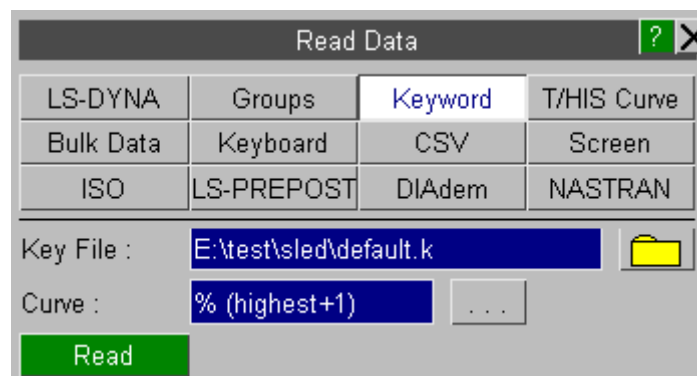 Read Data ? X
LS-DYNA Groups Keyword T/HIS Curve
Bulk Data Keyboard CSV Screen
ISO LS-PREPOST DIAdem NASTRAN
Key File : E:\test\sled\default.k
Curve : % (highest+1) . . .
Read